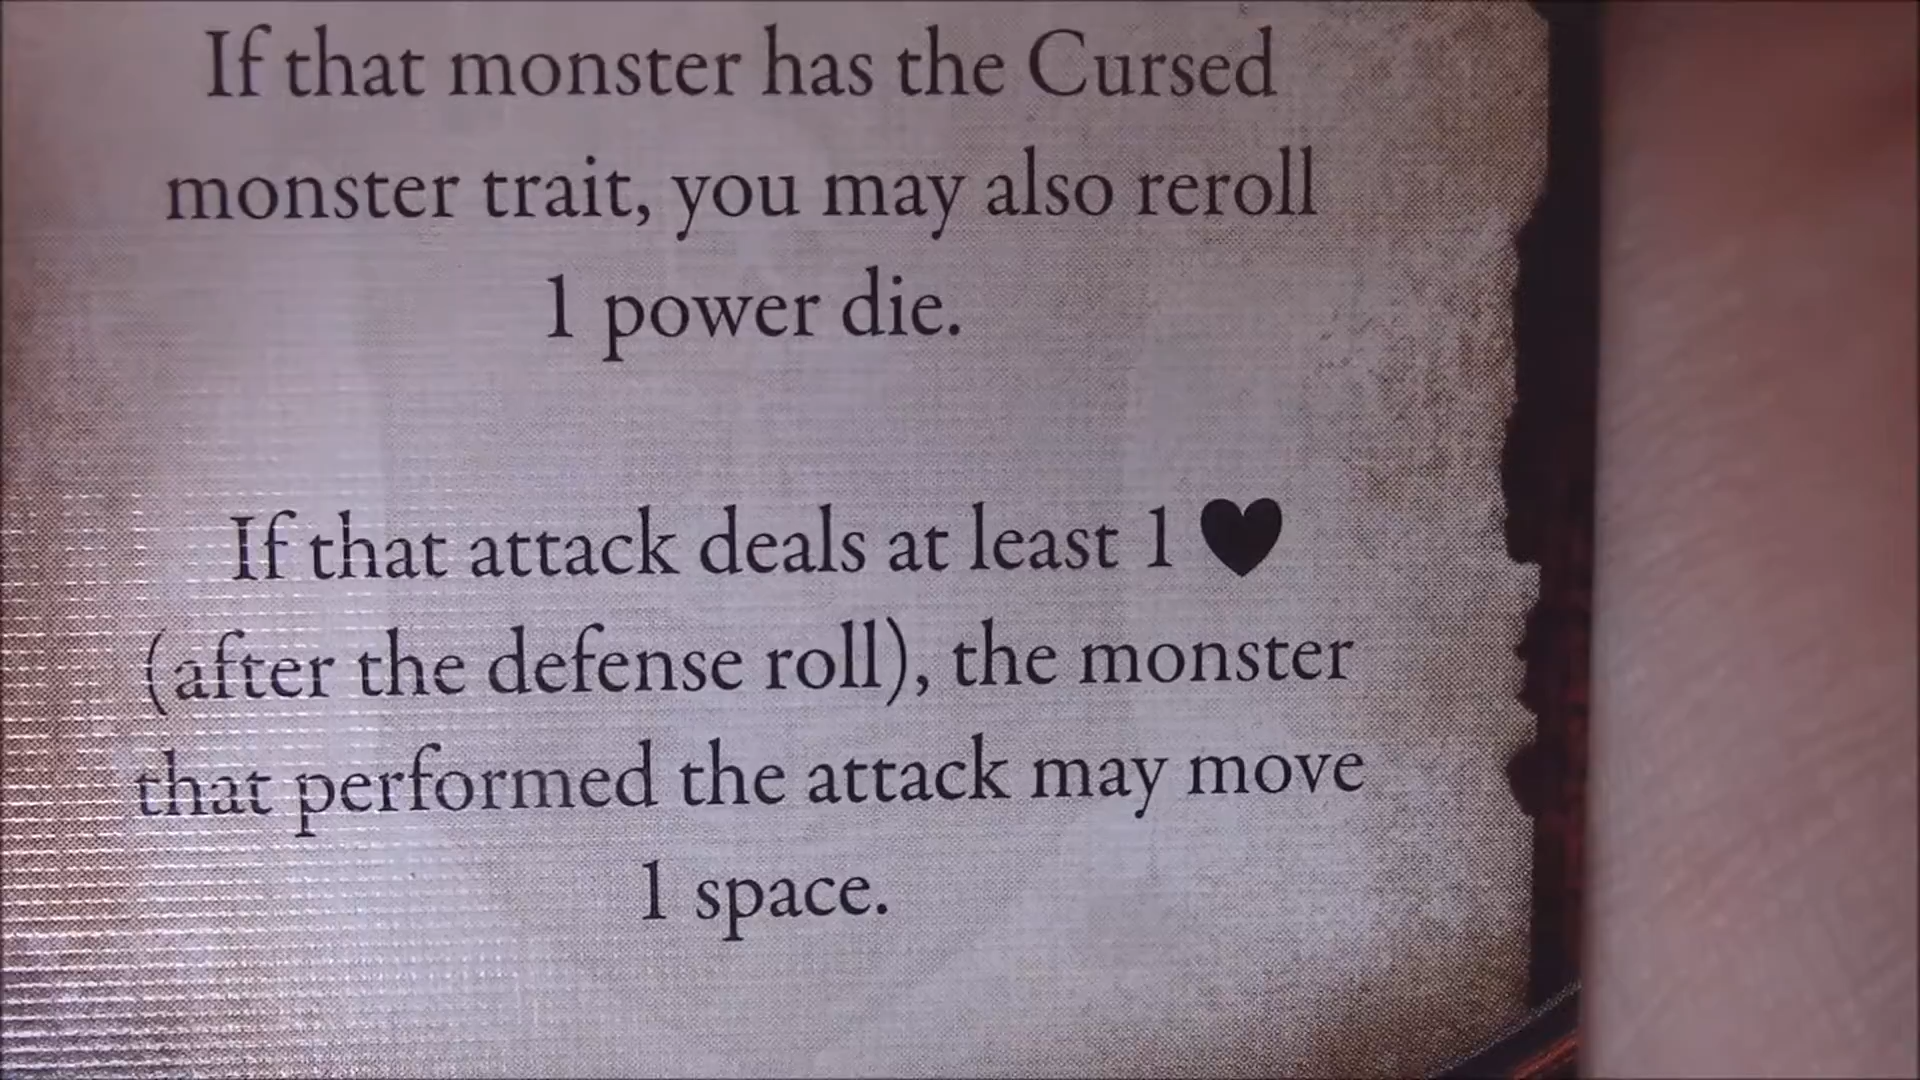 If that monster has the Cursed
monster trait, you may also reroll
1 power die.
If that attack deals at least 1 ♥
(after the defense roll), the monster
that performed the attack may move
1 space.